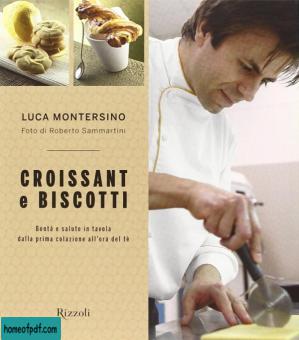 LUCA MONTERSINO
Foto di Roberto Sammartini
CROISSANT
e BISCOTTI
Bontà e salute in tavola
dalla prima colazione all'ora del tè
Rizzoli
homeofpdf.com